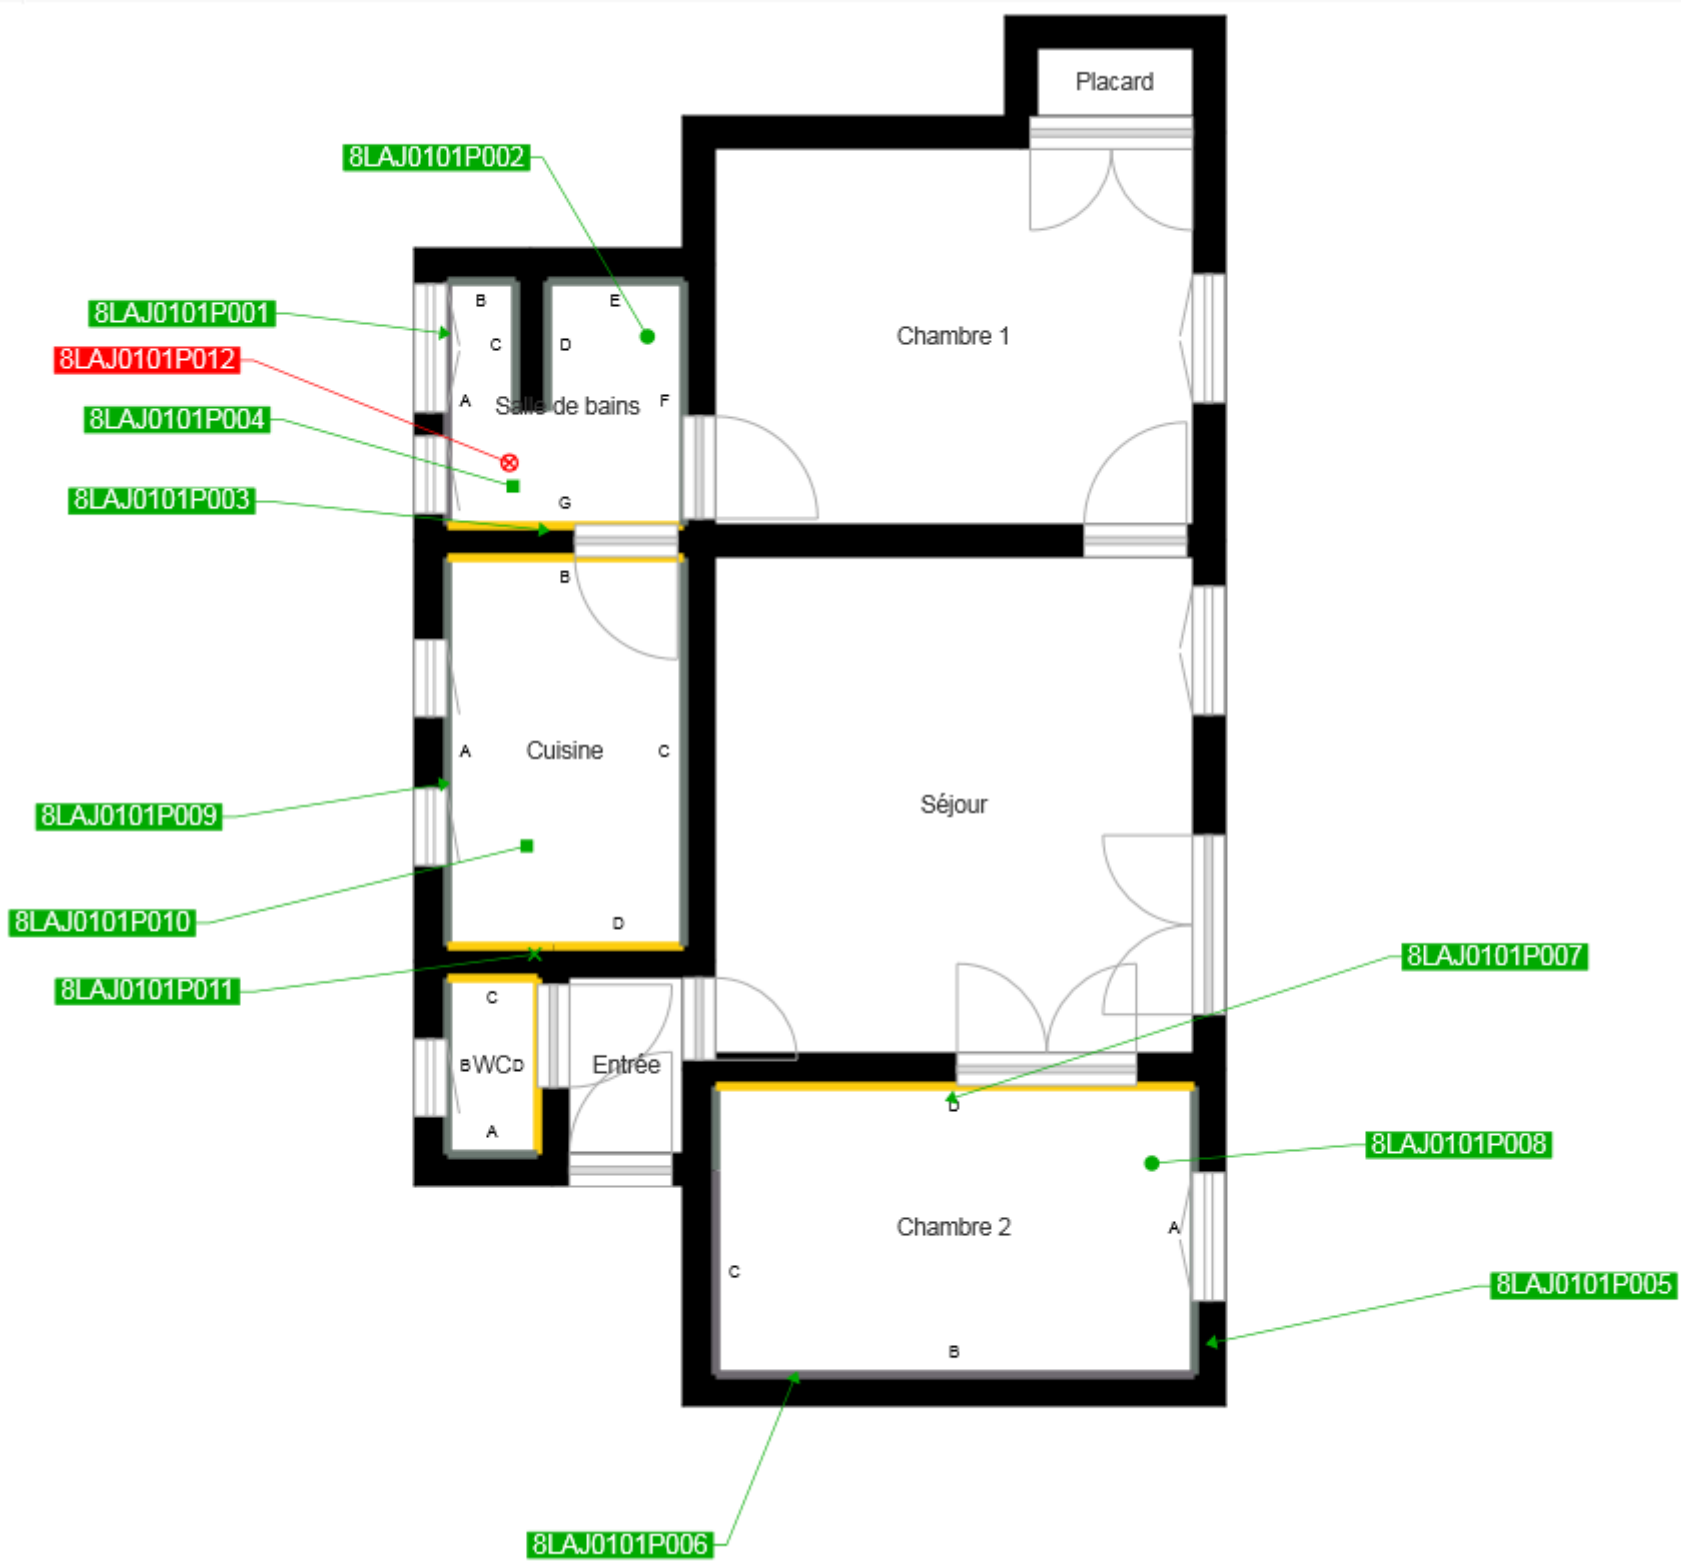 Placard
8LAJ0101P002
8LAJ0101P001
B
E
Chambre 1
C
D
8LAJ0101P012
A
Salle de bains
F
8LAJ0101P004
8LAJ0101P003
G
B
A
Cuisine
C
Séjour
8LAJ0101P009
8LAJ0101P010
D
8LAJ0101P007
8LAJ0101P011
C
B
WC
D
Entrée
D
A
8LAJ0101P008
Chambre 2
A
C
8LAJ0101P005
B
8LAJ0101P006